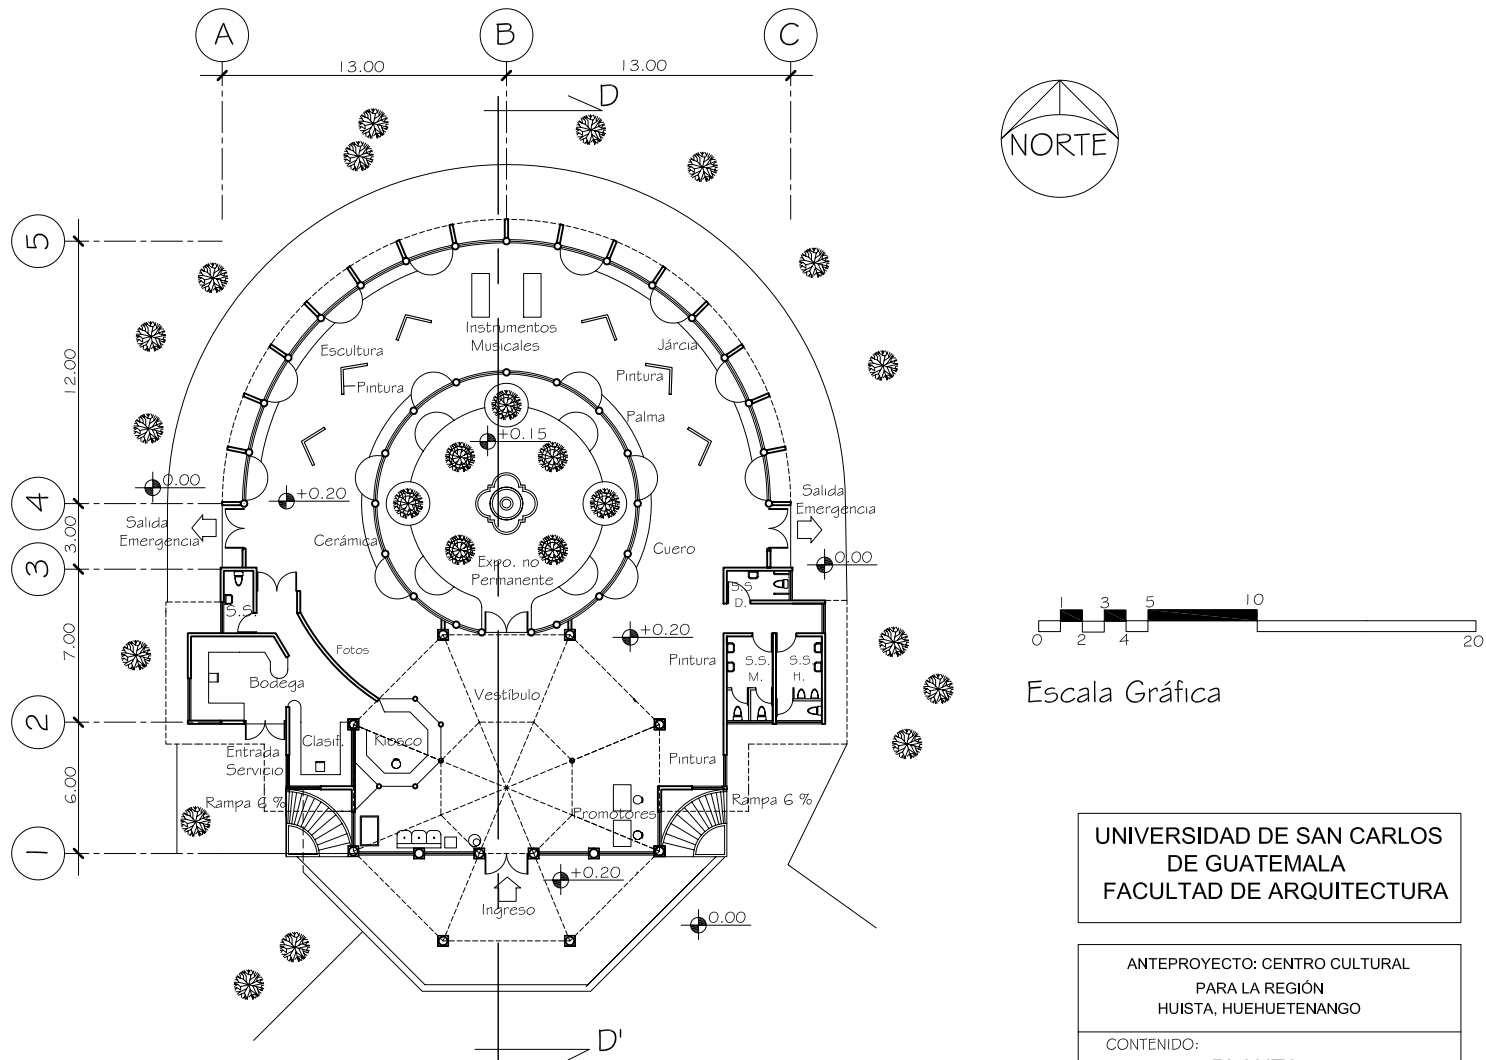 A
B
C
13.00
13.00
D
NORTE
5
12.00
Instrumentos
Musicales
Escultura
Járcia
Pintura
Pintura
Palma
+0.15
0.00
+0.20
4
Salida
Emergencia
Salida
Emergencia
3.00
Cerámica
Cuero
Expo. no
Permanente
3
0.00
S.S.
S.S
D.
1
3
5
10
0
2
4
20
Escala Gráfica
+0.20
7.00
Fotos
Pintura
Bodega
S.S.
M.
S.S
H.
Vestíbulo
2
Entrada
Servicio
Clasif.
Kiosco
Pintura
6.00
Rampa 6 %
Promotores
Rampa 6 %
1
+0.20
Ingreso
0.00
D'
UNIVERSIDAD DE SAN CARLOS
DE GUATEMALA
FACULTAD DE ARQUITECTURA
ANTEPROYECTO: CENTRO CULTURAL
PARA LA REGIÓN
HUISTA, HUEHUETENANGO
CONTENIDO: